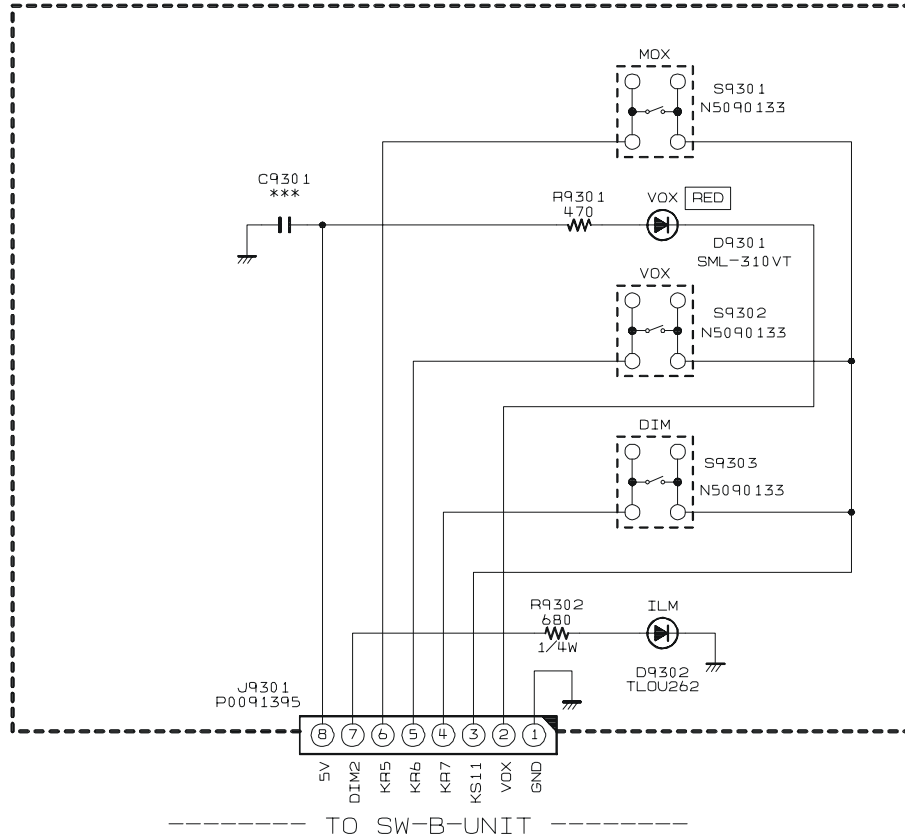 MOX
S9301
N5090133
C9301
***
R9301
470
VOX RED
D9301
SML-310VT
VOX
S9302
N5090133
DIM
S9303
N5090133
R9302
680
1/4W
ILM
D9302
TLOU262
J9301
P0091395
8 7 6 5 4 3 2 1
5V
DIM2
KR5
KR6
KR7
KS11
VOX
GND
TO SW-B-UNIT